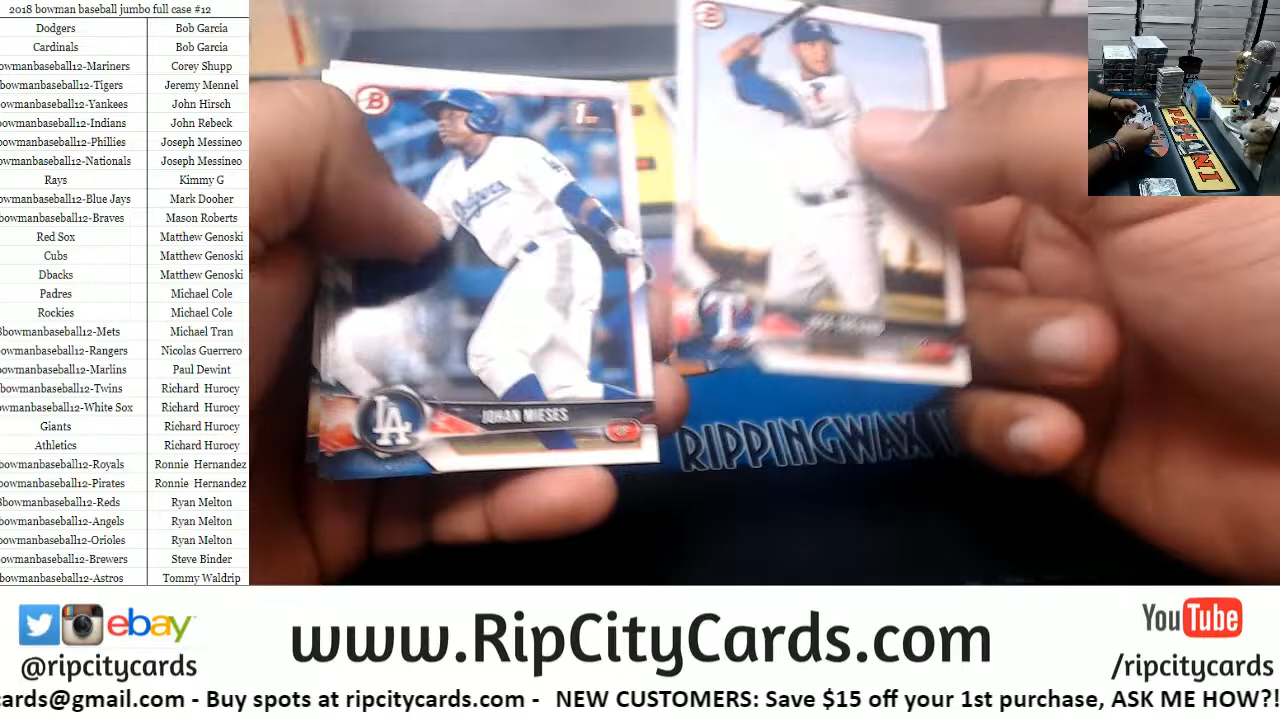 2018 bowman baseball jumbo full case #12
Dodgers Bob Garcia
Cardinals Bob Garcia
owmanbaseball12-Mariners Corey Shupp
owmanbaseball12-Tigers Jeremy Mennel
owmanbaseball12-Yankees John Hirsch
owmanbaseball12-Indians John Rebeck
owmanbaseball12-Phillies Joseph Messineo
owmanbaseball12-Nationals Joseph Messineo
Rays Kimmy G
owmanbaseball12-Blue Jays Mark Dooher
owmanbaseball12-Braves Mason Roberts
Red Sox Matthew Genoski
Cubs Matthew Genoski
Dbacks Matthew Genoski
Padres Michael Cole
Rockies Michael Cole
8bowmanbaseball12-Mets Michael Tran
owmanbaseball12-Rangers Nicolas Guerrero
owmanbaseball12-Marlins Paul Dewint
bowmanbaseball12-Twins Richard Hurocy
owmanbaseball12-White Sox Richard Hurocy
Giants Richard Hurocy
Athletics Richard Hurocy
owmanbaseball12-Royals Ronnie Hernandez
owmanbaseball12-Pirates Ronnie Hernandez
8bowmanbaseball12-Reds Ryan Melton
owmanbaseball12-Angels Ryan Melton
owmanbaseball12-Orioles Ryan Melton
owmanbaseball12-Brewers Steve Binder
owmanbaseball12-Astros Tommy Waldrip
B
1st
LA
JOHAN MIESES
B
T
RIPPINGWAX
PANINI
ebay
@ripcitycards
www.RipCityCards.com
YouTube
/ripcitycards
cards@gmail.com - Buy spots at ripcitycards.com - NEW CUSTOMERS: Save $15 off your 1st purchase, ASK ME HOW?!